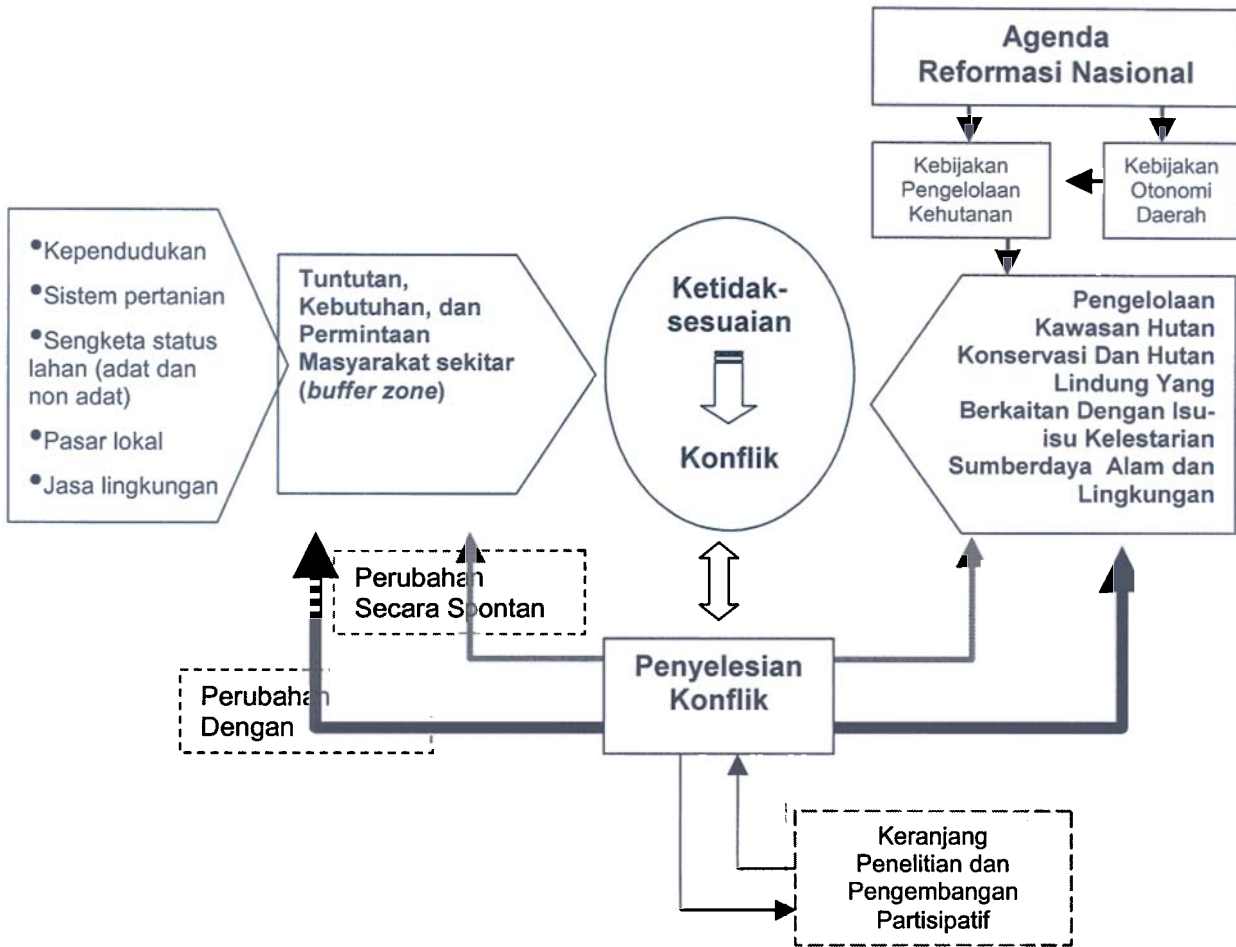 Agenda
Reformasi Nasional
Kebijakan
Pengelolaan
Kehutanan
Kebijakan
Otonomi
Daerah
•Kependudukan
•Sistem pertanian
•Sengketa status
lahan (adat dan
non adat)
•Pasar lokal
•Jasa lingkungan
Tuntutan,
Kebutuhan, dan
Permintaan
Masyarakat sekitar
(buffer zone)
Ketidak-
sesuaian
Konflik
Pengelolaan
Kawasan Hutan
Konservasi Dan Hutan
Lindung Yang
Berkaitan Dengan Isu-
isu Kelestarian
Sumberdaya Alam dan
Lingkungan
Perubahan
Secara Spontan
Perubahan
Dengan
Penyelesian
Konflik
Keranjang
Penelitian dan
Pengembangan
Partisipatif